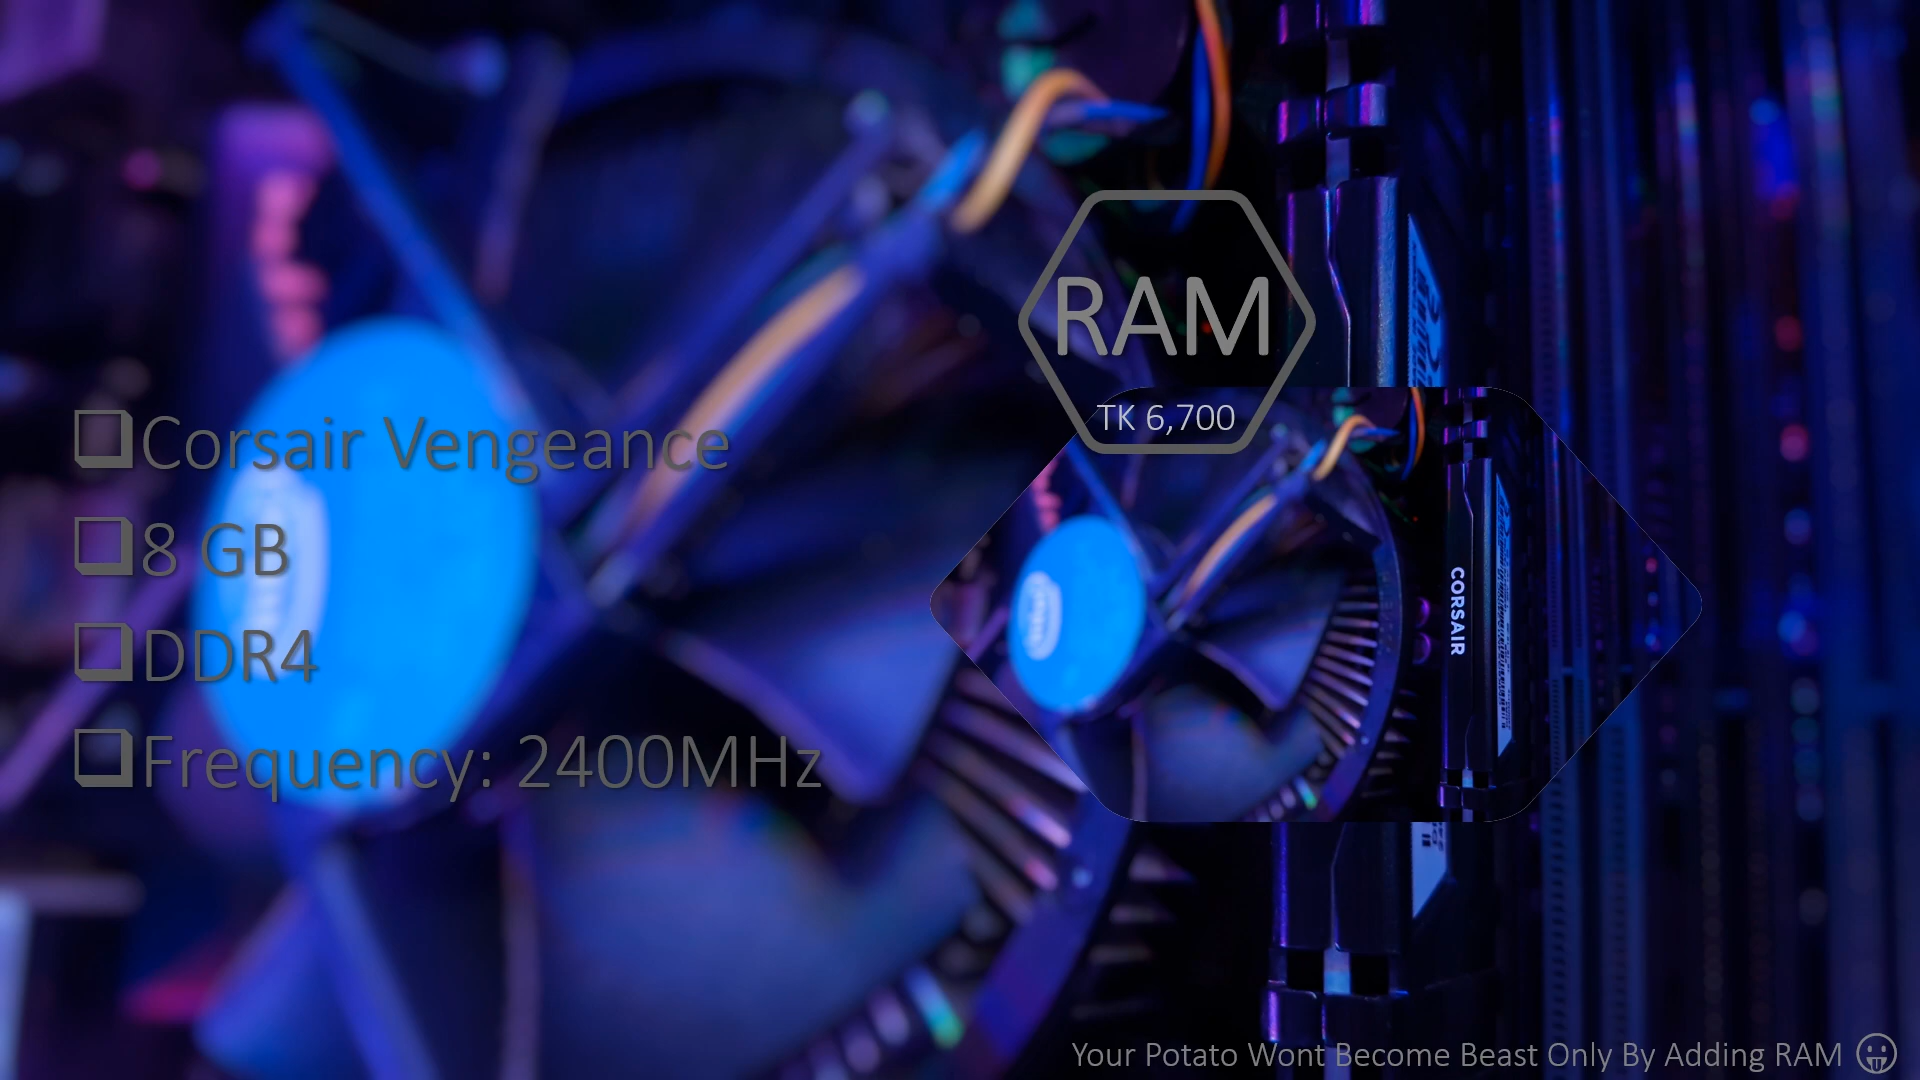 RAM
TK 6,700
❑Corsair Vengeance
❑8 GB
❑DDR4
❑Frequency: 2400MHz
CORSAIR
Your Potato Wont Become Beast Only By Adding RAM